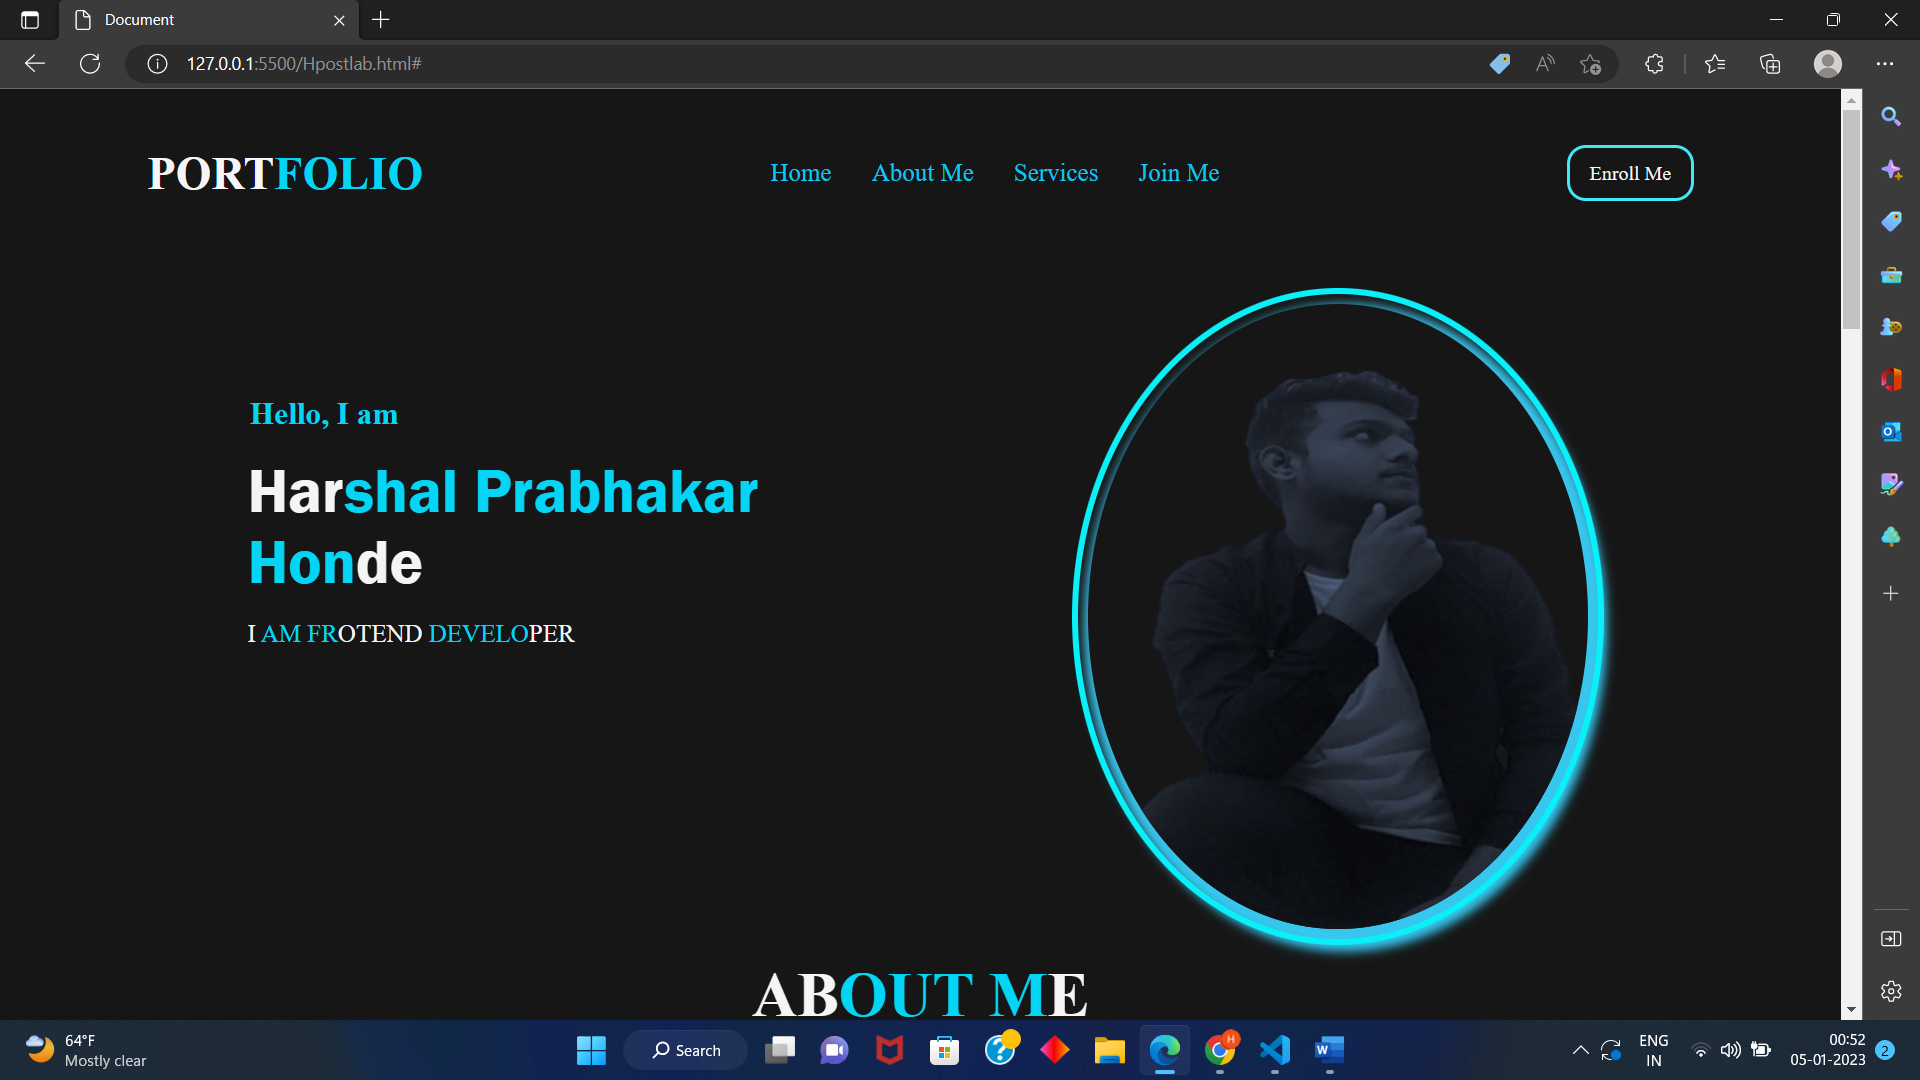 Document
127.0.0.1:5500/Hpostlab.html#
PORTFOLIO
Home About Me Services Join Me
Enroll Me
Hello, I am
Harshal Prabhakar
Honde
I AM FROTEND DEVELOPER
ABOUT ME
64°F
Mostly clear
Search
H
W
ENG
IN
00:52
05-01-2023
2